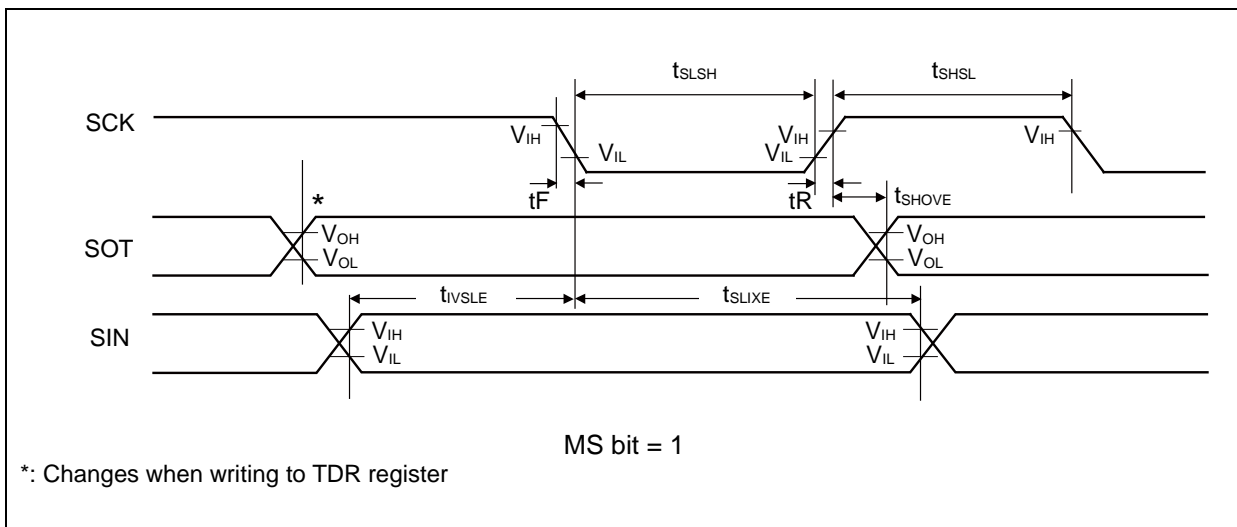 tSLSH tSHSL
SCK
VIH VIL VIH VIL VIH
tF tR tSHOVE
*
SOT
VOH VOH
VOL VOL
tIVSLE tSLIXE
SIN
VIH VIH
VIL VIL
MS bit = 1
*: Changes when writing to TDR register